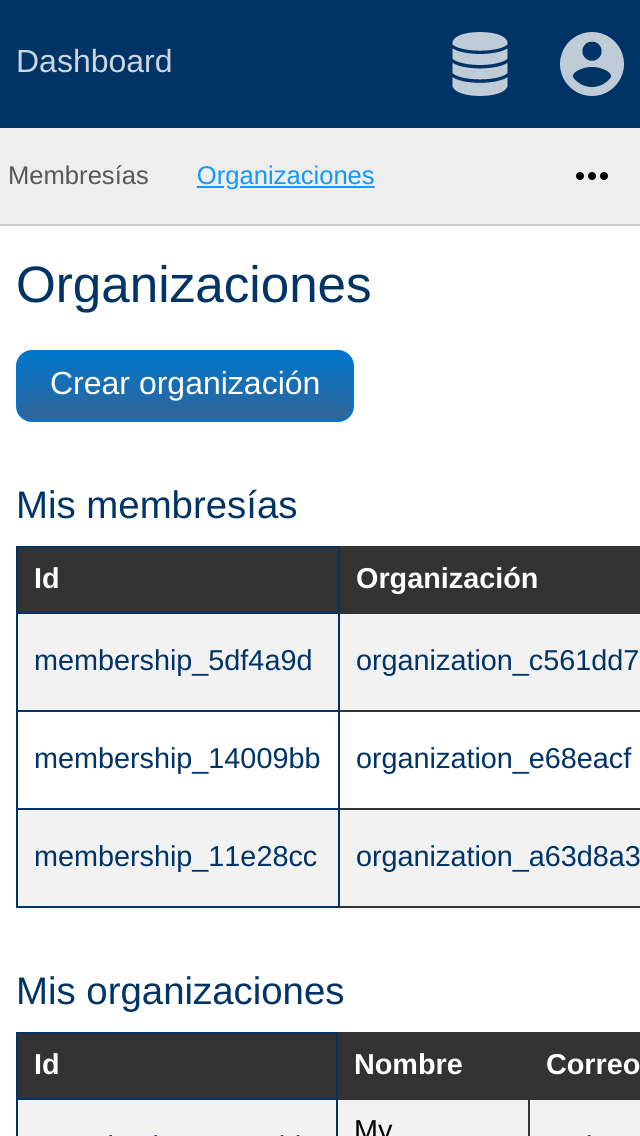 Dashboard
Membresías Organizaciones
Organizaciones
Crear organización
Mis membresías
Id Organización
membership_5df4a9d organization_c561dd7
membership_14009bb organization_e68eacf
membership_11e28cc organization_a63d8a3
Mis organizaciones
Id Nombre Correo
My